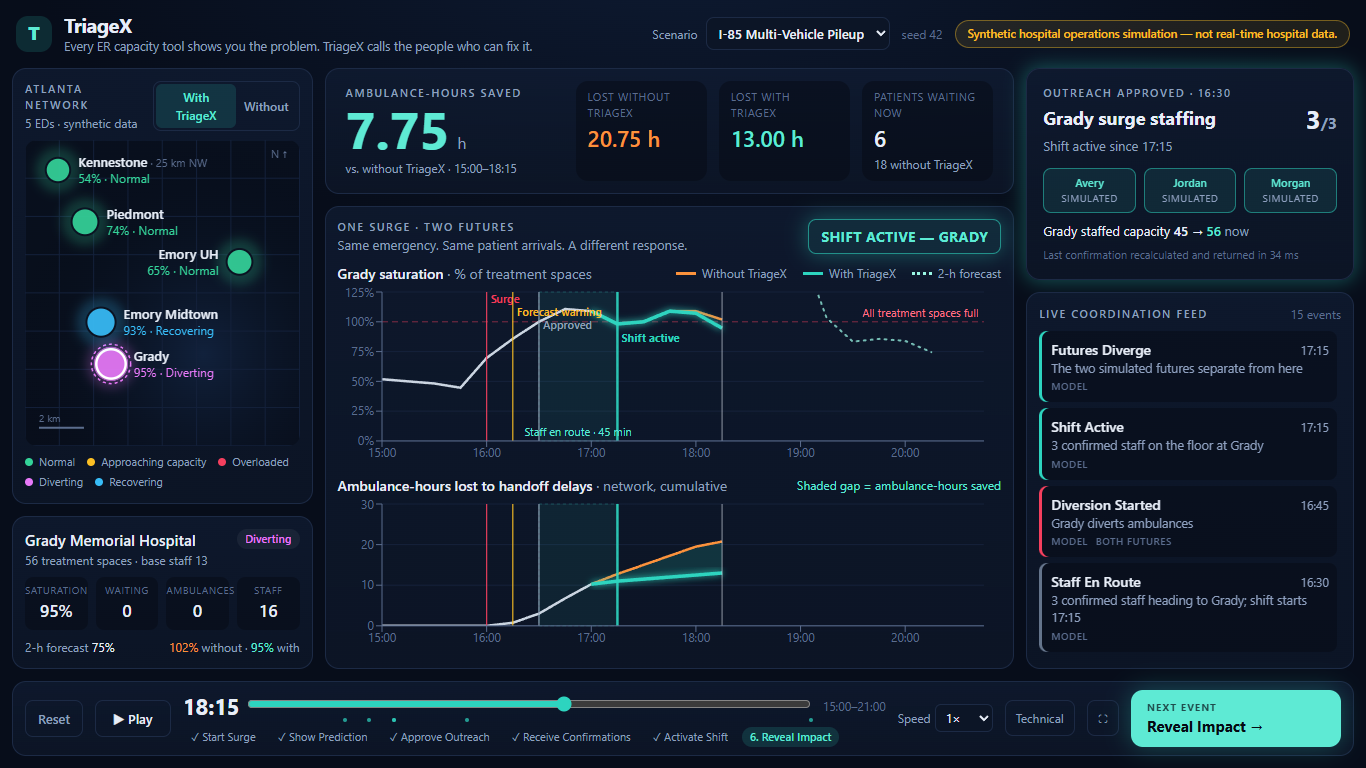 T
TriageX
Every ER capacity tool shows you the problem. TriageX calls the people who can fix it.
Scenario
I-85 Multi-Vehicle Pileup
seed 42
Synthetic hospital operations simulation — not real-time hospital data.
ATLANTA
NETWORK
5 EDs · synthetic data
With
TriageX
Without
N ↑
Kennestone · 25 km NW
54% · Normal
Piedmont
74% · Normal
Emory UH
65% · Normal
Emory Midtown
93% · Recovering
Grady
95% · Diverting
2 km
Normal
Approaching capacity
Overloaded
Diverting
Recovering
Grady Memorial Hospital
Diverting
56 treatment spaces · base staff 13
SATURATION
95%
WAITING
0
AMBULANCES
0
STAFF
16
2-h forecast 75%
102% without · 95% with
AMBULANCE-HOURS SAVED
7.75 h
vs. without TriageX · 15:00–18:15
LOST WITHOUT
TRIAGEX
20.75 h
LOST WITH
TRIAGEX
13.00 h
PATIENTS WAITING
NOW
6
18 without TriageX
ONE SURGE · TWO FUTURES
Same emergency. Same patient arrivals. A different response.
SHIFT ACTIVE — GRADY
Grady saturation · % of treatment spaces
Without TriageX
With TriageX
2-h forecast
125%
100%
75%
50%
25%
0%
Surge
Forecast warning
Approved
Shift active
All treatment spaces full
Staff en route · 45 min
15:00
16:00
17:00
18:00
19:00
20:00
Ambulance-hours lost to handoff delays · network, cumulative
Shaded gap = ambulance-hours saved
30
20
10
0
15:00
16:00
17:00
18:00
19:00
20:00
OUTREACH APPROVED · 16:30
Grady surge staffing
3/3
Shift active since 17:15
Avery
SIMULATED
Jordan
SIMULATED
Morgan
SIMULATED
Grady staffed capacity 45 → 56 now
Last confirmation recalculated and returned in 34 ms
LIVE COORDINATION FEED
15 events
Futures Diverge
17:15
The two simulated futures separate from here
MODEL
Shift Active
17:15
3 confirmed staff on the floor at Grady
MODEL
Diversion Started
16:45
Grady diverts ambulances
MODEL BOTH FUTURES
Staff En Route
16:30
3 confirmed staff heading to Grady; shift starts
17:15
MODEL
Reset
▶ Play
18:15
15:00–21:00
✓ Start Surge
✓ Show Prediction
✓ Approve Outreach
✓ Receive Confirmations
✓ Activate Shift
6. Reveal Impact
Speed
1×
Technical
NEXT EVENT
Reveal Impact →